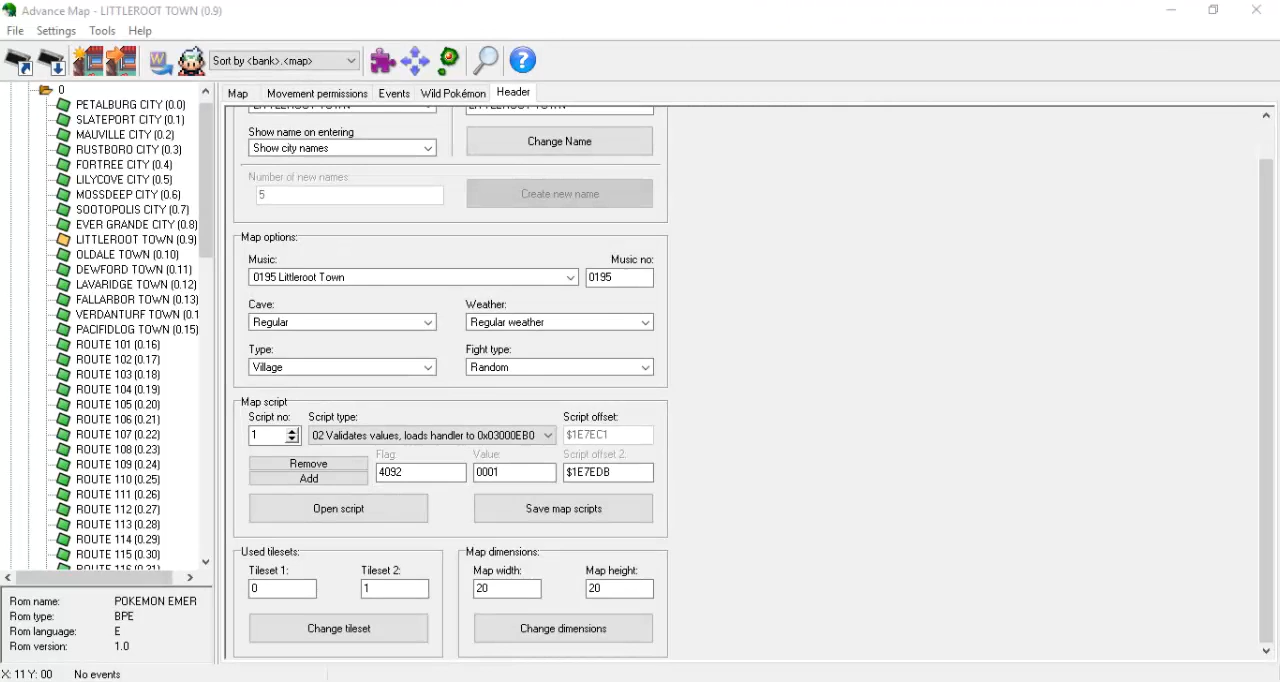 Advance Map - LITTLEROOT TOWN (0.9)
File Settings Tools Help
Sort by <bank>.<map>
0
PETALBURG CITY (0.0)
SLATEPORT CITY (0.1)
MAUVILLE CITY (0.2)
RUSTBORO CITY (0.3)
FORTREE CITY (0.4)
LILYCOVE CITY (0.5)
MOSSDEEP CITY (0.6)
SOOTOPOLIS CITY (0.7)
EVER GRANDE CITY (0.8)
LITTLEROOT TOWN (0.9)
OLDALE TOWN (0.10)
DEWFORD TOWN (0.11)
LAVARIDGE TOWN (0.12)
FALLARBOR TOWN (0.13)
VERDANTURF TOWN (0.1
PACIFIDLOG TOWN (0.15)
ROUTE 101 (0.16)
ROUTE 102 (0.17)
ROUTE 103 (0.18)
ROUTE 104 (0.19)
ROUTE 105 (0.20)
ROUTE 106 (0.21)
ROUTE 107 (0.22)
ROUTE 108 (0.23)
ROUTE 109 (0.24)
ROUTE 110 (0.25)
ROUTE 111 (0.26)
ROUTE 112 (0.27)
ROUTE 113 (0.28)
ROUTE 114 (0.29)
ROUTE 115 (0.30)
ROUTE 116 (0.31)
Rom name: POKEMON EMER
Rom type: BPE
Rom language: E
Rom version: 1.0
Map Movement permissions Events Wild Pokémon Header
LITTLEROOT TOWN LITTLEROOT TOWN
Show name on entering
Show city names
Change Name
Number of new names
5
Create new name
Map options:
Music: Music no:
0195 Littleroot Town 0195
Cave: Weather:
Regular Regular weather
Type: Fight type:
Village Random
Map script
Script no: Script type: Script offset:
1 02 Validates values, loads handler to 0x03000EB0 $1E7EC1
Remove Flag: Value: Script offset 2.
Add 4092 0001 $1E7EDB
Open script Save map scripts
Used tilesets: Map dimensions:
Tileset 1: Tileset 2: Map width: Map height:
0 1 20 20
Change tileset Change dimensions
X: 11 Y: 00 No events